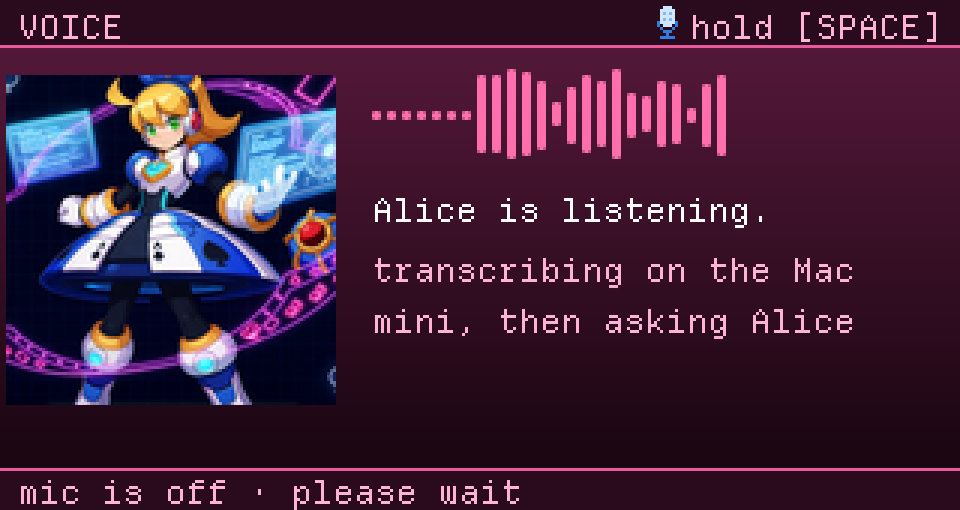 VOICE
hold [SPACE]
Alice is listening.
transcribing on the Mac
mini, then asking Alice
mic is off · please wait